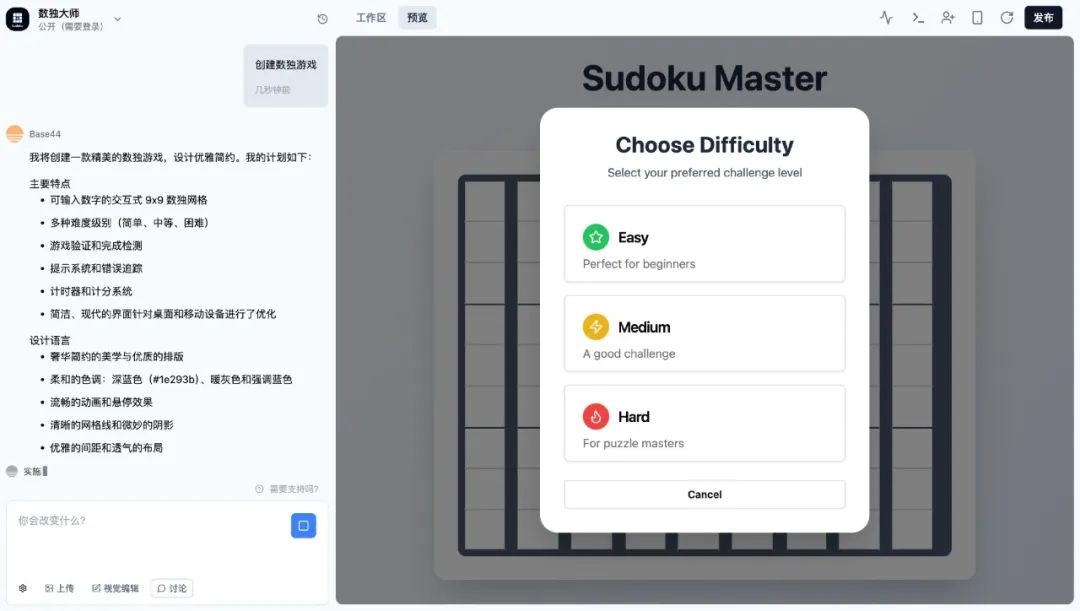 数独大师
公开（需要登录）
工作区
预览
发布
创建数独游戏
几秒钟前
Base44
我将创建一款精美的数独游戏，设计优雅简约。我的计划如下：
主要特点
• 可输入数字的交互式 9x9 数独网格
• 多种难度级别（简单、中等、困难）
• 游戏验证和完成检测
• 提示系统和错误追踪
• 计时器和计分系统
• 简洁、现代的界面针对桌面和移动设备进行了优化
设计语言
• 奢华简约的美学与优质的排版
• 柔和的色调：深蓝色（#1e293b）、暖灰色和强调蓝色
• 流畅的动画和悬停效果
• 清晰的网格线和微妙的阴影
• 优雅的间距和透气的布局
实施
需要支持吗?
你会改变什么?
上传
视觉编辑
讨论
Sudoku Master
Choose Difficulty
Select your preferred challenge level
Easy
Perfect for beginners
Medium
A good challenge
Hard
For puzzle masters
Cancel